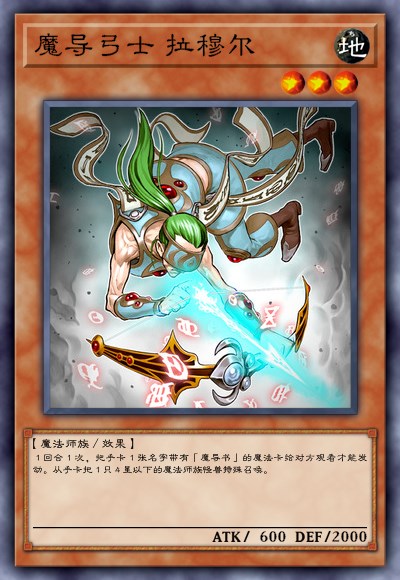 魔导弓士 拉穆尔
地
【魔法师族／效果】
１回合１次，把手卡１张名字带有「魔导书」的魔法卡给对方观看才能发
动。从手卡把１只４星以下的魔法师族怪兽特殊召唤。
ATK/ 600 DEF/2000